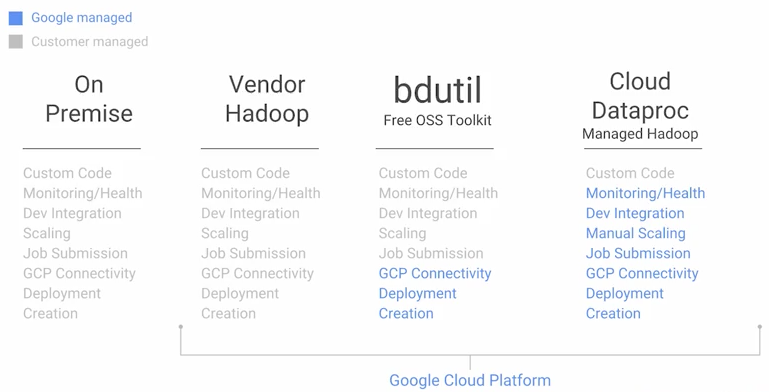 Google managed
Customer managed
On
Premise
Custom Code
Monitoring/Health
Dev Integration
Scaling
Job Submission
GCP Connectivity
Deployment
Creation
Vendor
Hadoop
Custom Code
Monitoring/Health
Dev Integration
Scaling
Job Submission
GCP Connectivity
Deployment
Creation
bdutil
Free OSS Toolkit
Custom Code
Monitoring/Health
Dev Integration
Scaling
Job Submission
GCP Connectivity
Deployment
Creation
Cloud
Dataproc
Managed Hadoop
Custom Code
Monitoring/Health
Dev Integration
Manual Scaling
Job Submission
GCP Connectivity
Deployment
Creation
Google Cloud Platform